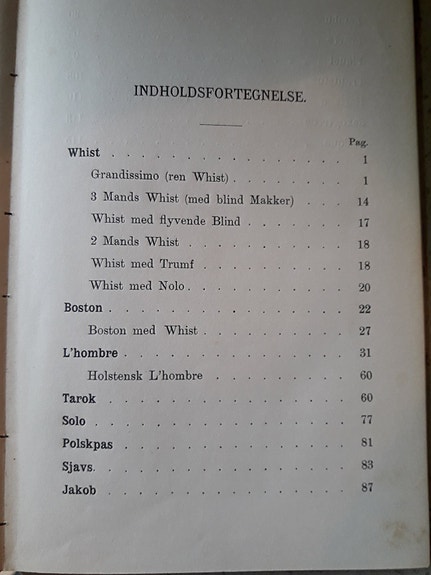 INDHOLDSFORTEGNELSE.
Pag.
Whist . . . . . . . . . . . . . . . . 1
Grandissimo (ren Whist) . . . . . . . . 1
3 Mands Whist (med blind Makker) . . . 14
Whist med flyvende Blind . . . . . . . 17
2 Mands Whist . . . . . . . . . . . 18
Whist med Trumf . . . . . . . . . . 18
Whist med Nolo . . . . . . . . . . . 20
Boston . . . . . . . . . . . . . . . . 22
Boston med Whist . . . . . . . . . . 27
L'hombre . . . . . . . . . . . . . . . 31
Holstensk L'hombre . . . . . . . . . 60
Tarok . . . . . . . . . . . . . . . . 60
Solo . . . . . . . . . . . . . . . . . 77
Polskpas . . . . . . . . . . . . . . . 81
Sjavs. . . . . . . . . . . . . . . . . 83
Jakob . . . . . . . . . . . . . . . . 87